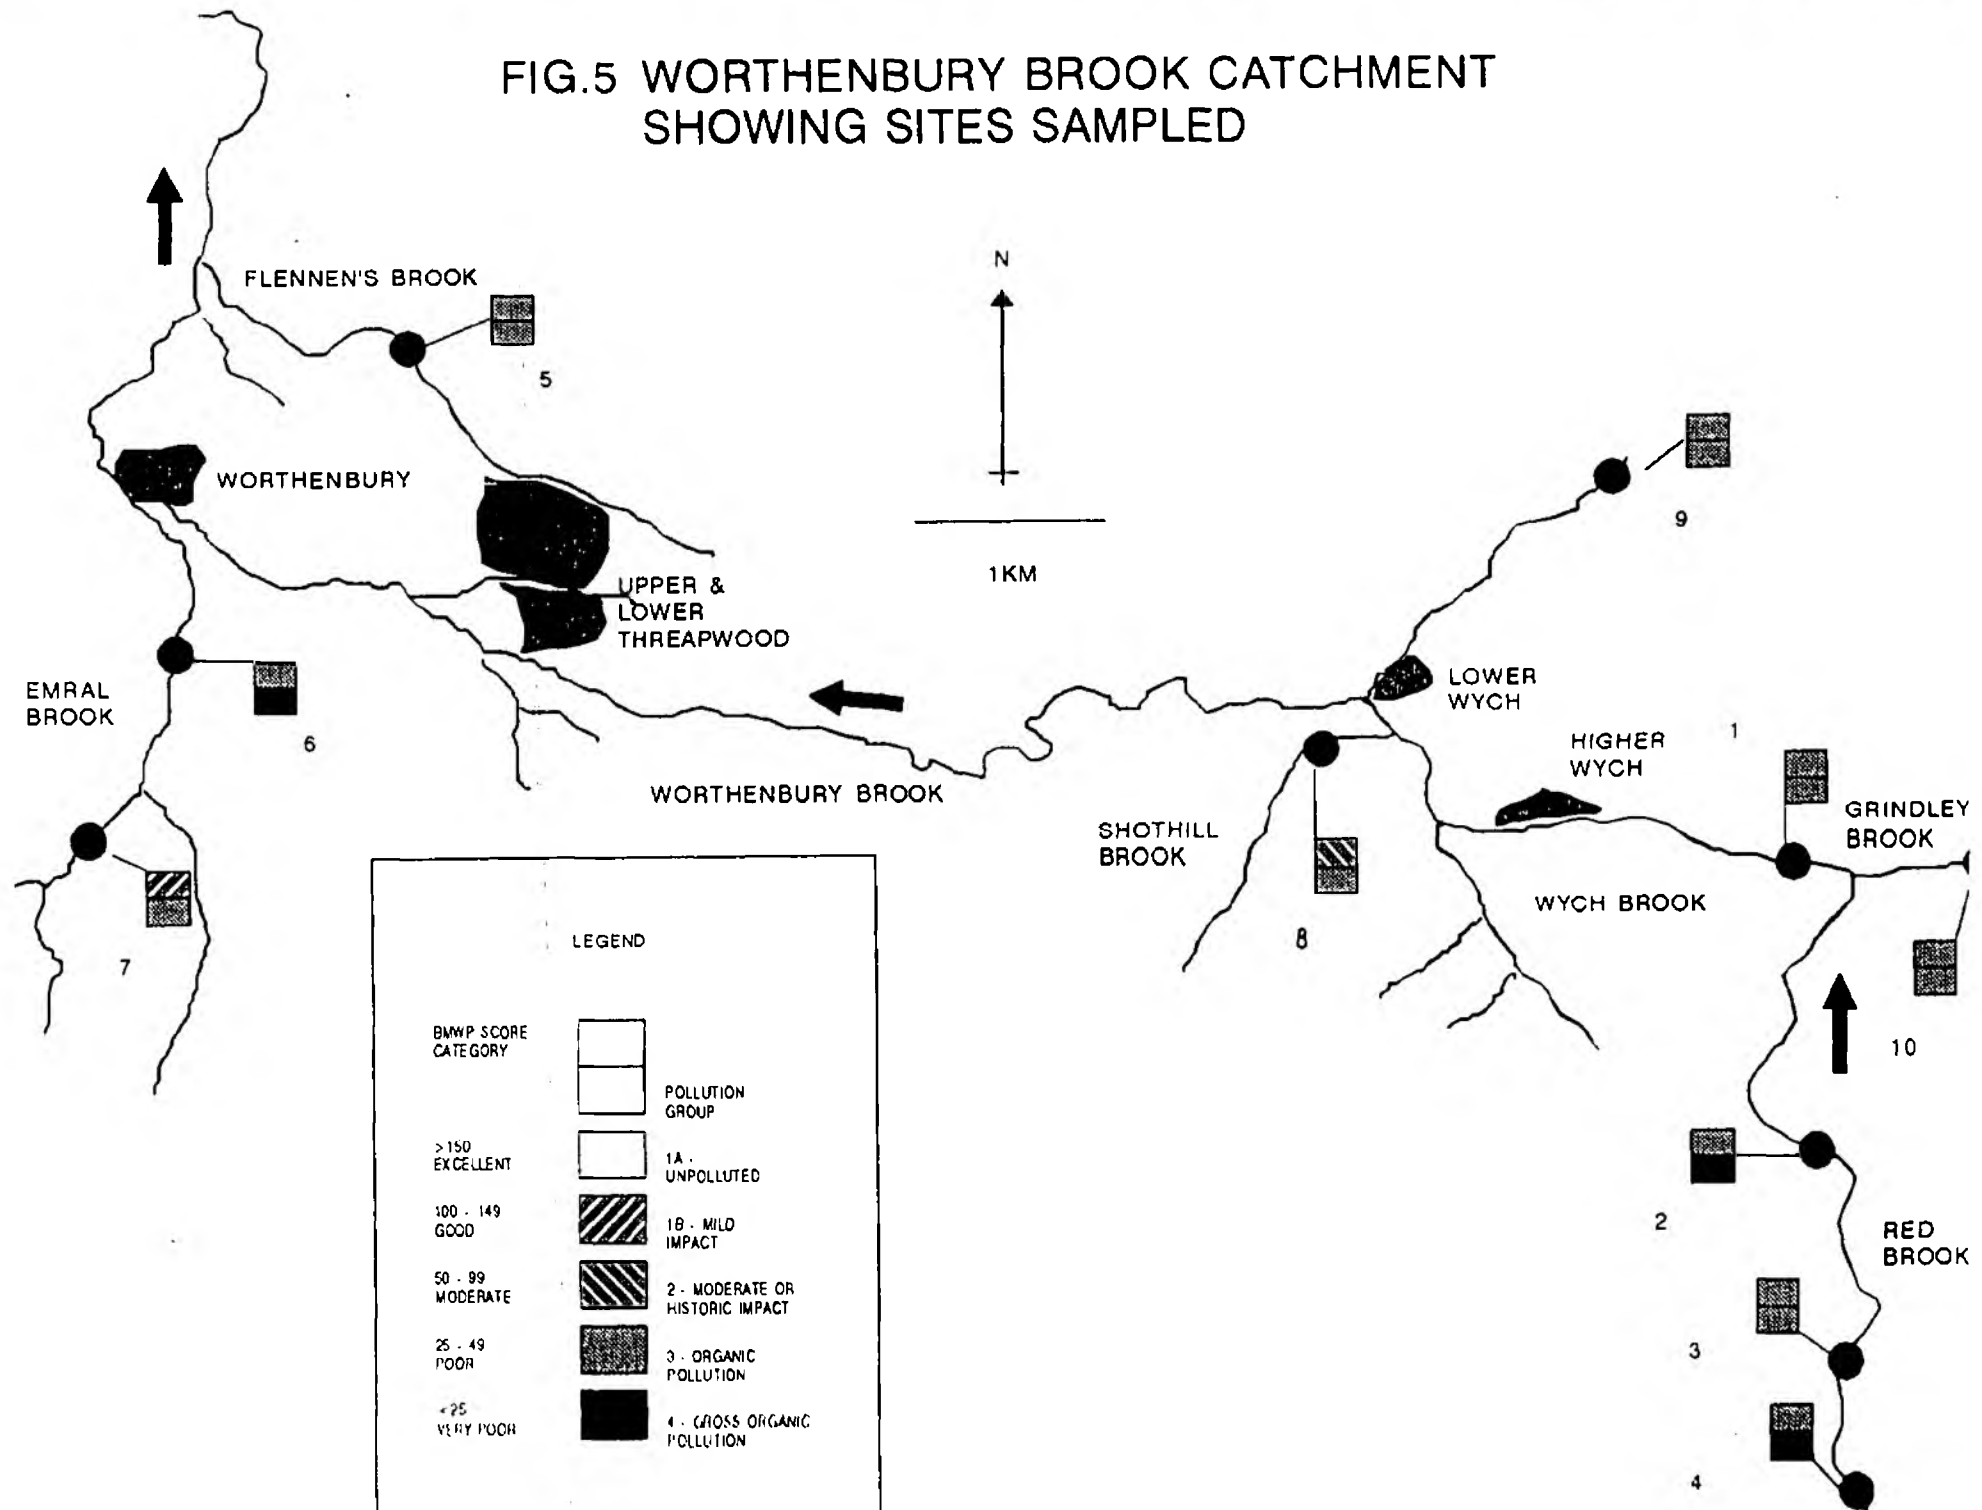 FIG.5 WORTHENBURY BROOK CATCHMENT
SHOWING SITES SAMPLED
N
FLENNEN'S BROOK
5
WORTHENBURY
9
1KM
UPPER &
LOWER
THREAPWOOD
EMRAL
BROOK
6
LOWER
WYCH
1
HIGHER
WYCH
WORTHENBURY BROOK
GRINDLEY
BROOK
SHOTHILL
BROOK
WYCH BROOK
8
7
10
2
RED
BROOK
3
4
LEGEND
BMWP SCORE
CATEGORY
POLLUTION
GROUP
>150
EXCELLENT
1A -
UNPOLLUTED
100 - 149
GOOD
1B - MILD
IMPACT
50 - 99
MODERATE
2 - MODERATE OR
HISTORIC IMPACT
25 - 49
POOR
3 - ORGANIC
POLLUTION
<25
VERY POOR
4 - GROSS ORGANIC
POLLUTION